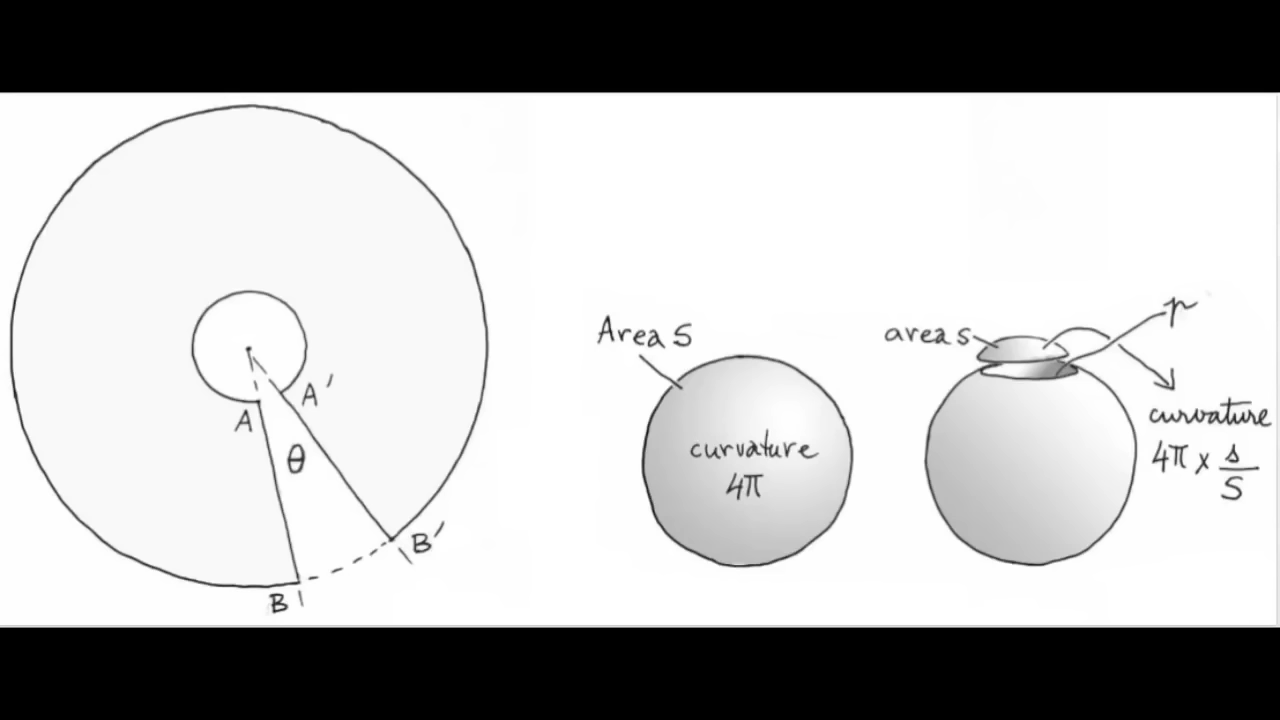 A
A'
θ
B
B'
Area S
curvature
4π
area s
p
curvature
4π × s/S